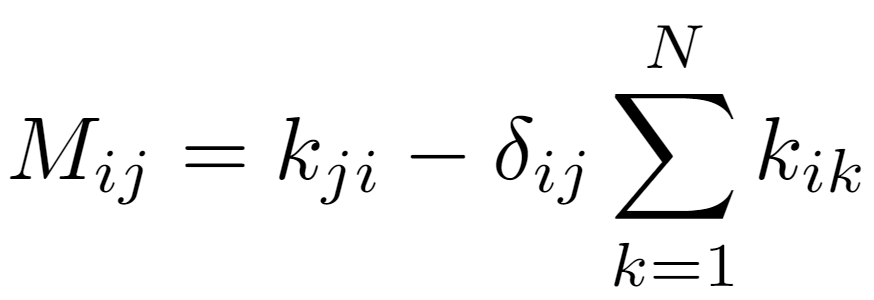 M_{ij} = k_{ji} - \delta_{ij} \sum_{k=1}^{N} k_{ik}